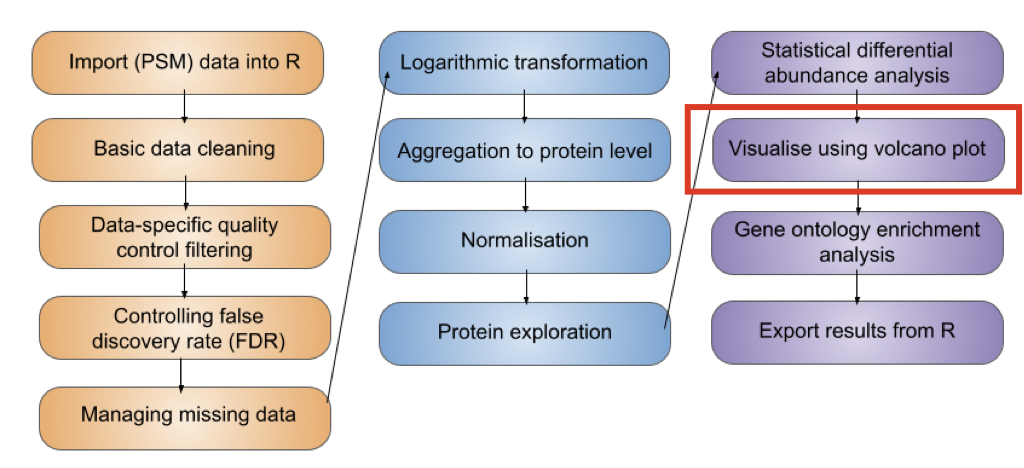 Import (PSM) data into R
Basic data cleaning
Data-specific quality
control filtering
Controlling false
discovery rate (FDR)
Managing missing data
Logarithmic transformation
Aggregation to protein level
Normalisation
Protein exploration
Statistical differential
abundance analysis
Visualise using volcano plot
Gene ontology enrichment
analysis
Export results from R